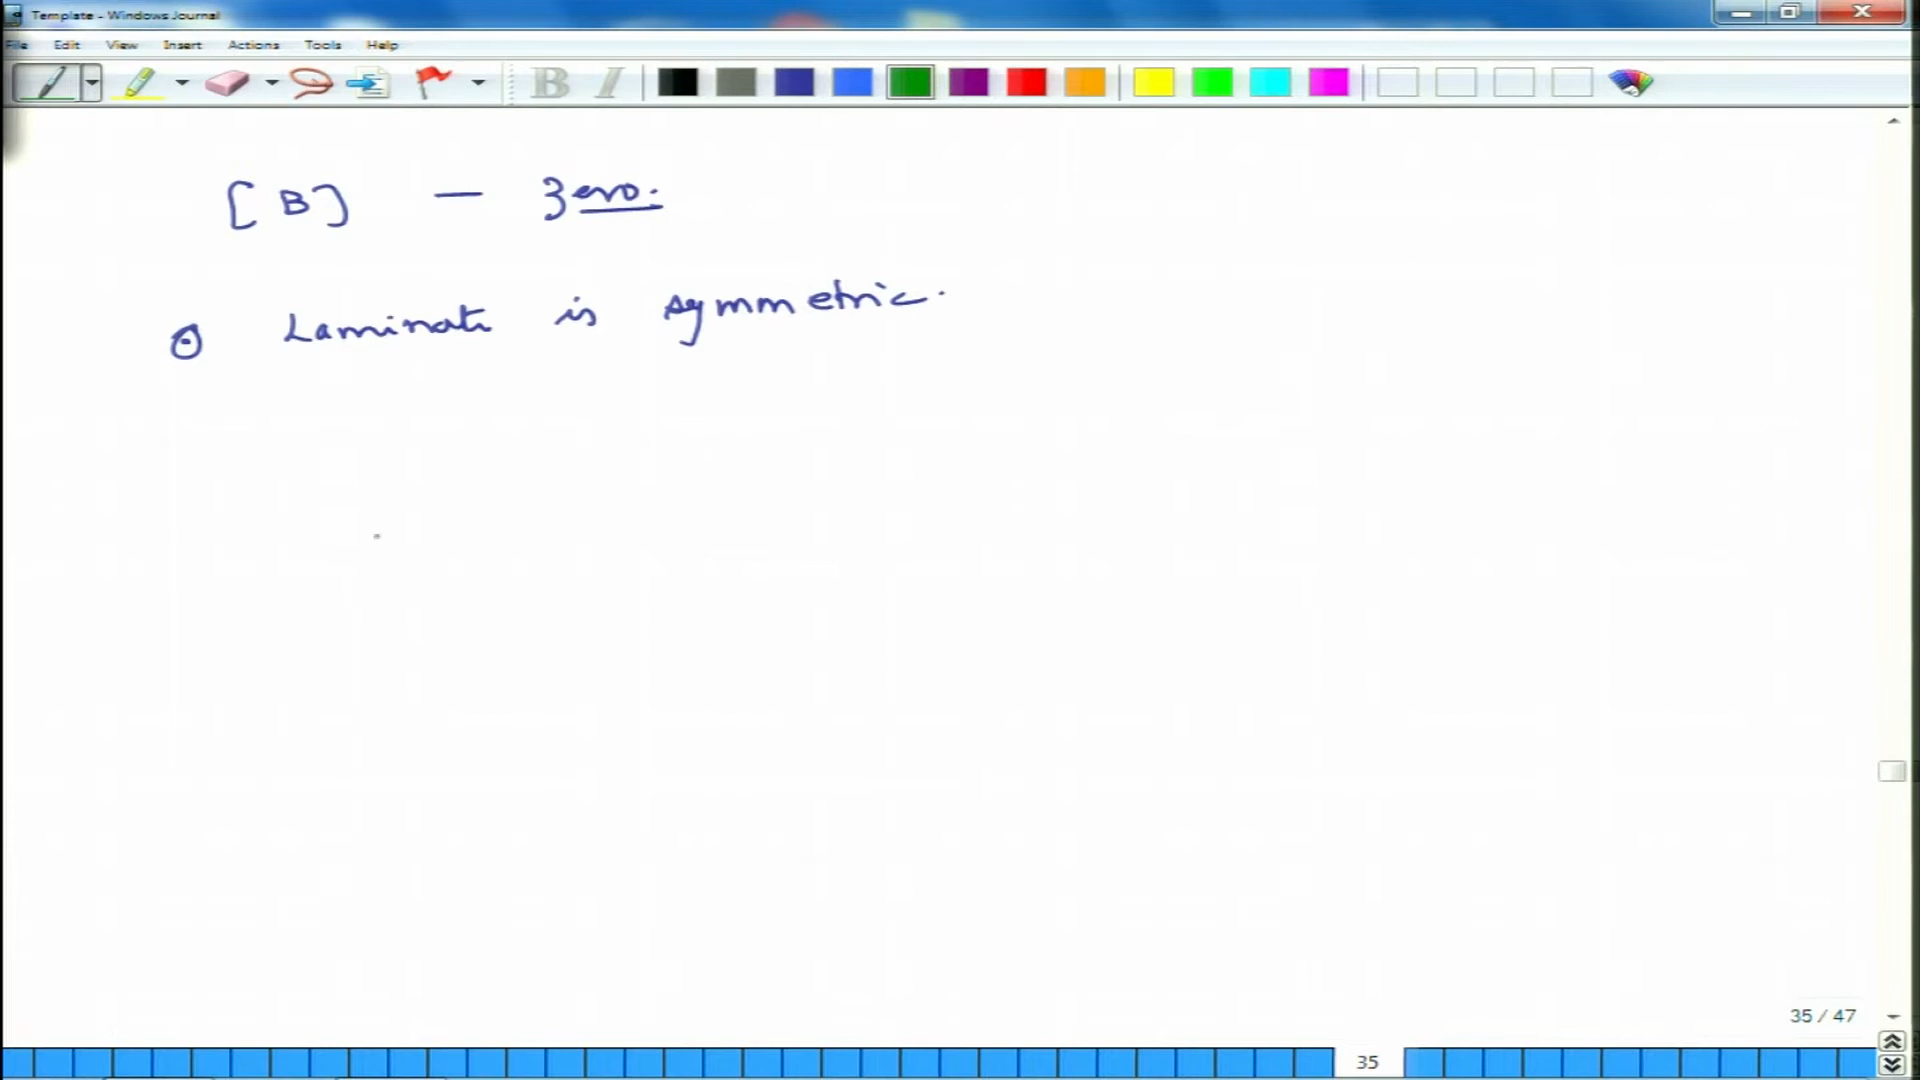 Template - Windows Journal
File Edit View Insert Actions Tools Help
B I
[B] — Zero.
⊙ Laminate is symmetric.
35 / 47
35